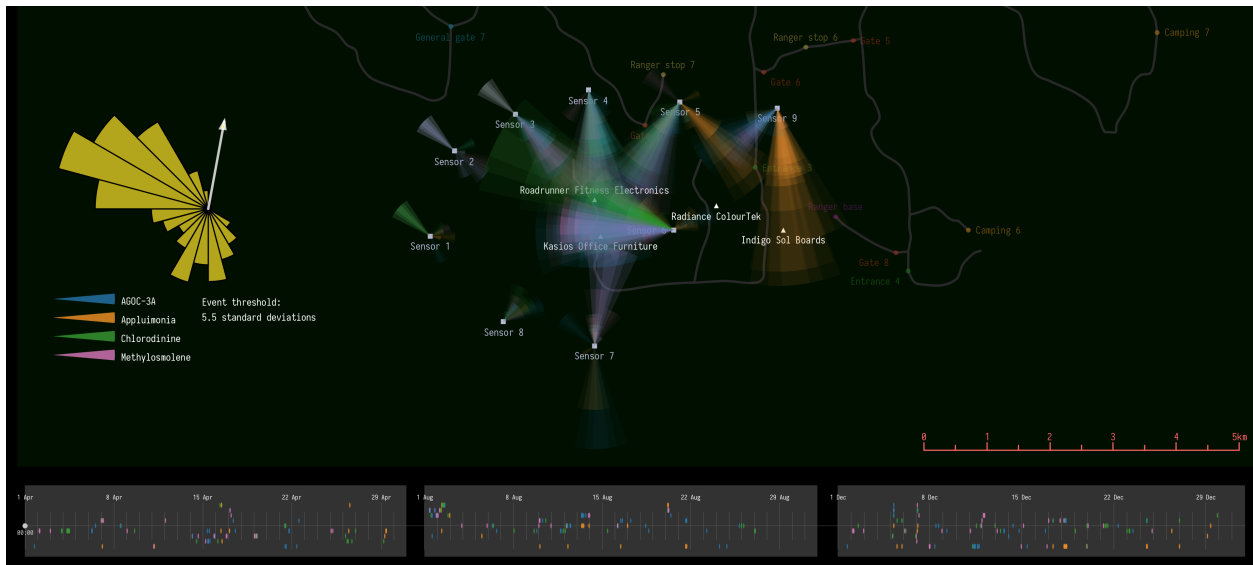 General gate 7
Ranger stop 6
Gate 5
Camping 7
Ranger stop 7
Gate 6
Sensor 4
Sensor 5
Sensor 3
Sensor 9
Sensor 2
Entrance 3
Roadrunner Fitness Electronics
Ranger base
Radiance ColourTek
Sensor 1
Kasios Office Furniture
Indigo Sol Boards
Camping 6
Gate 8
Entrance 4
AGOC-3A
Appluimonia
Chlorodinine
Methylosmolene
Event threshold:
5.5 standard deviations
Sensor 8
Sensor 7
0 1 2 3 4 5km
1 Apr 8 Apr 15 Apr 22 Apr 29 Apr
1 Aug 8 Aug 15 Aug 22 Aug 29 Aug
1 Dec 8 Dec 15 Dec 22 Dec 29 Dec
00:00